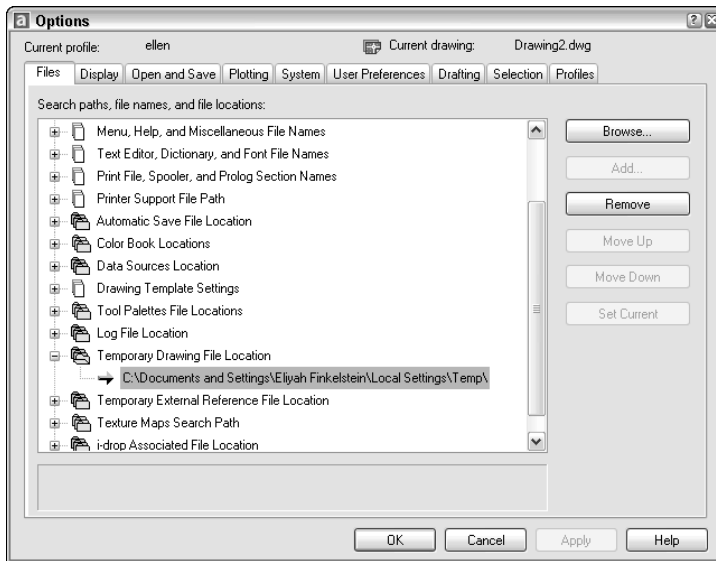 a Options
Current profile: ellen Current drawing: Drawing2.dwg
Files Display Open and Save Plotting System User Preferences Drafting Selection Profiles
Search paths, file names, and file locations:
Menu, Help, and Miscellaneous File Names
Text Editor, Dictionary, and Font File Names
Print File, Spooler, and Prolog Section Names
Printer Support File Path
Automatic Save File Location
Color Book Locations
Data Sources Location
Drawing Template Settings
Tool Palettes File Locations
Log File Location
Temporary Drawing File Location
C:\Documents and Settings\Eliyah Finkelstein\Local Settings\Temp\
Temporary External Reference File Location
Texture Maps Search Path
i-drop Associated File Location
Browse...
Add...
Remove
Move Up
Move Down
Set Current
OK Cancel Apply Help